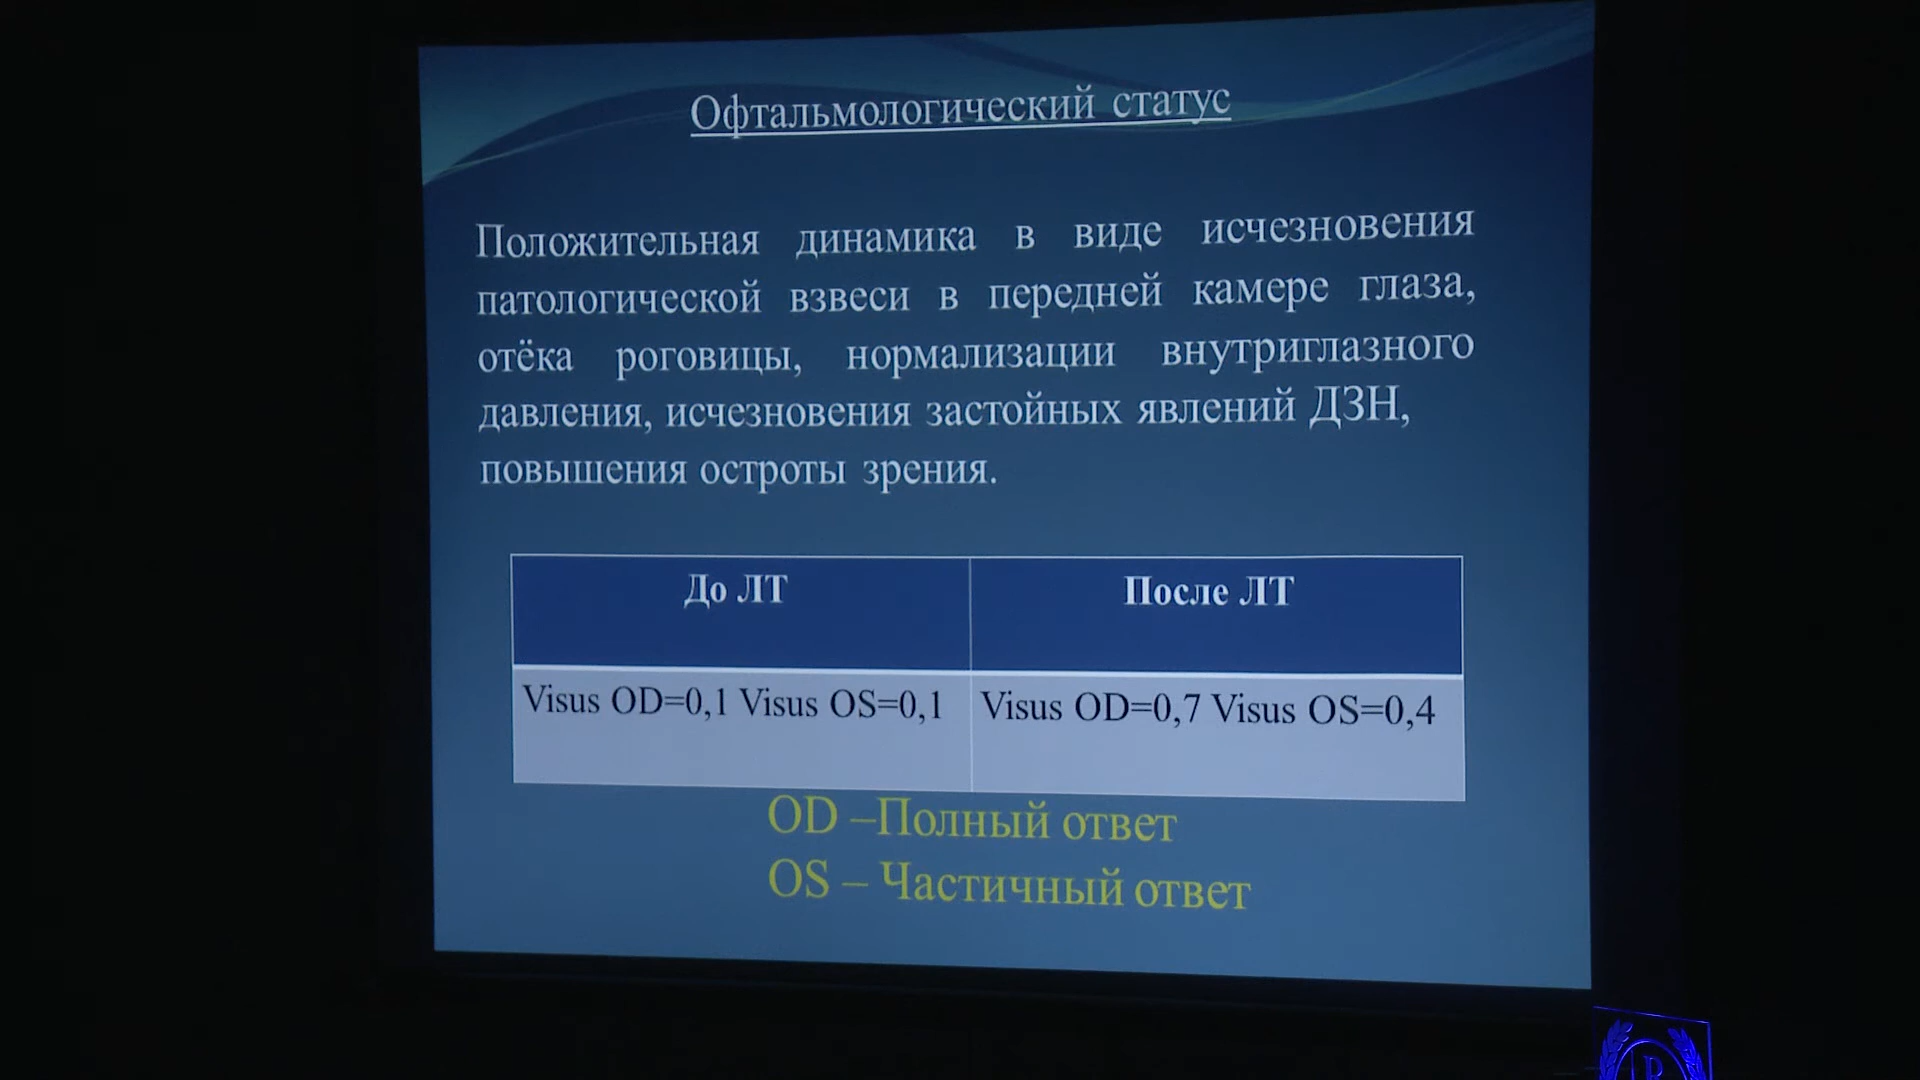 Офтальмологический статус
Положительная динамика в виде исчезновения
патологической взвеси в передней камере глаза,
отёка роговицы, нормализации внутриглазного
давления, исчезновения застойных явлений ДЗН,
повышения остроты зрения.
До ЛТ
После ЛТ
Visus OD=0,1 Visus OS=0,1
Visus OD=0,7 Visus OS=0,4
OD –Полный ответ
OS – Частичный ответ